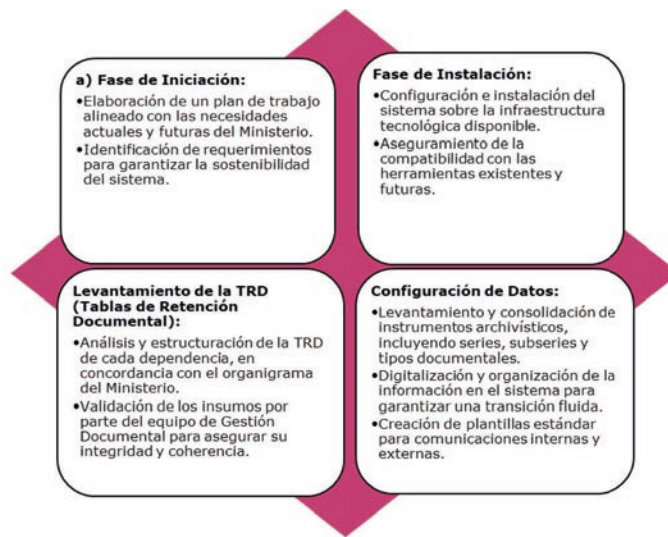 a) Fase de Iniciación:
•Elaboración de un plan de trabajo
alineado con las necesidades
actuales y futuras del Ministerio.
•Identificación de requerimientos
para garantizar la sostenibilidad
del sistema.
Fase de Instalación:
•Configuración e instalación del
sistema sobre la infraestructura
tecnológica disponible.
•Aseguramiento de la
compatibilidad con las
herramientas existentes y
futuras.
Levantamiento de la TRD
(Tablas de Retención
Documental):
•Análisis y estructuración de la TRD
de cada dependencia, en
concordancia con el organigrama
del Ministerio.
•Validación de los insumos por
parte del equipo de Gestión
Documental para asegurar su
integridad y coherencia.
Configuración de Datos:
•Levantamiento y consolidación de
instrumentos archivísticos,
incluyendo series, subseries y
tipos documentales.
•Digitalización y organización de la
información en el sistema para
garantizar una transición fluida.
•Creación de plantillas estándar
para comunicaciones internas y
externas.